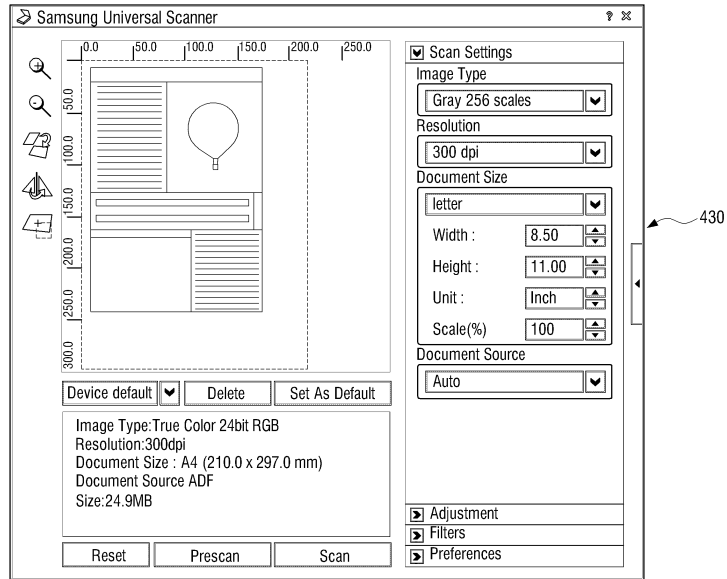 Samsung Universal Scanner
0.0 50.0 100.0 150.0 200.0 250.0
50.0
100.0
150.0
200.0
250.0
300.0
Device default Delete Set As Default
Image Type:True Color 24bit RGB
Resolution:300dpi
Document Size : A4 (210.0 x 297.0 mm)
Document Source ADF
Size:24.9MB
Reset Prescan Scan
Scan Settings
Image Type
Gray 256 scales
Resolution
300 dpi
Document Size
letter
Width : 8.50
Height : 11.00
Unit : Inch
Scale(%) 100
Document Source
Auto
Adjustment
Filters
Preferences
430